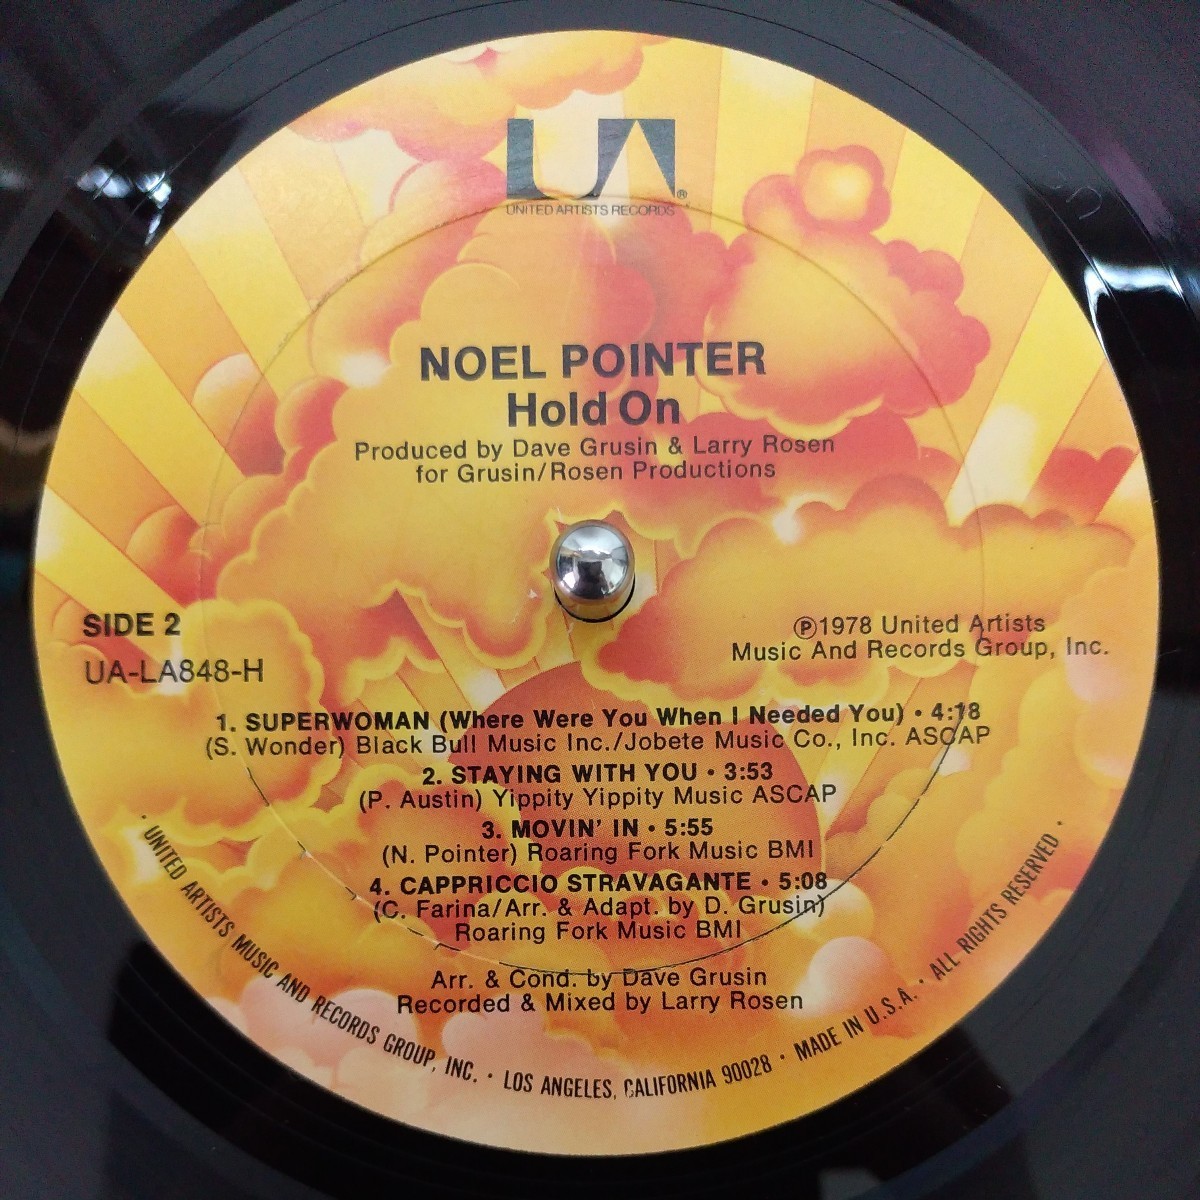 UA®
UNITED ARTISTS RECORDS
NOEL POINTER
Hold On
Produced by Dave Grusin & Larry Rosen
for Grusin/Rosen Productions
SIDE 2
UA-LA848-H
℗1978 United Artists
Music And Records Group, Inc.
1. SUPERWOMAN (Where Were You When I Needed You) • 4:18
(S. Wonder) Black Bull Music Inc./Jobete Music Co., Inc. ASCAP
2. STAYING WITH YOU • 3:53
(P. Austin) Yippity Yippity Music ASCAP
3. MOVIN' IN • 5:55
(N. Pointer) Roaring Fork Music BMI
4. CAPPRICCIO STRAVAGANTE • 5:08
(C. Farina/Arr. & Adapt. by D. Grusin)
Roaring Fork Music BMI
Arr. & Cond. by Dave Grusin
Recorded & Mixed by Larry Rosen
• UNITED ARTISTS MUSIC AND RECORDS GROUP, INC. • LOS ANGELES, CALIFORNIA 90028 • MADE IN U.S.A. • ALL RIGHTS RESERVED •